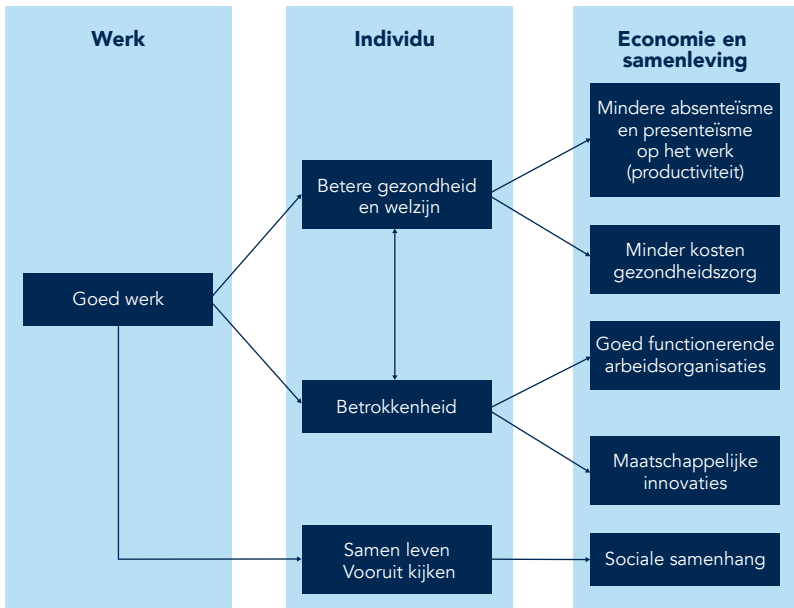 Werk
Individu
Economie en
samenleving
Goed werk
Betere gezondheid
en welzijn
Betrokkenheid
Samen leven
Vooruit kijken
Mindere absenteïsme
en presenteïsme
op het werk
(productiviteit)
Minder kosten
gezondheidszorg
Goed functionerende
arbeidsorganisaties
Maatschappelijke
innovaties
Sociale samenhang